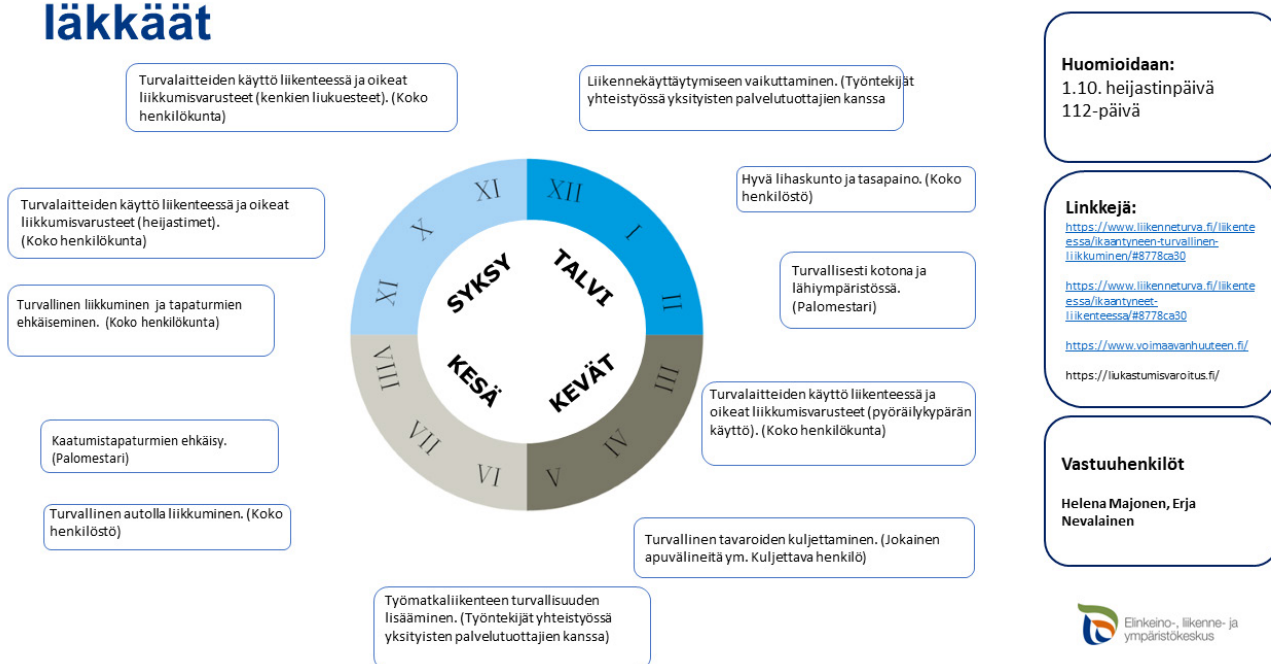 Iäkkäät
Turvalaitteiden käyttö liikenteessä ja oikeat
liikkumisvarusteet (kenkien liukuesteet). (Koko
henkilökunta)
Liikennekäyttäytymiseen vaikuttaminen. (Työntekijät
yhteistyössä yksityisten palvelutuottajien kanssa
Turvalaitteiden käyttö liikenteessä ja oikeat
liikkumisvarusteet (heijastimet).
(Koko henkilökunta)
Hyvä lihaskunto ja tasapaino. (Koko
henkilöstö)
Turvallinen liikkuminen ja tapaturmien
ehkäiseminen. (Koko henkilökunta)
Turvallisesti kotona ja
lähiympäristössä.
(Palomestari)
XI
XII
X
I
XI
II
VIIII
III
VII
IV
VI
V
SYKSY
TALVI
KESÄ
KEVÄT
Turvalaitteiden käyttö liikenteessä ja
oikeat liikkumisvarusteet (pyöräilykypärän
käyttö). (Koko henkilökunta)
Kaatumistapaturmien ehkäisy.
(Palomestari)
Turvallinen autolla liikkuminen. (Koko
henkilöstö)
Turvallinen tavaroiden kuljettaminen. (Jokainen
apuvälineitä ym. Kuljettava henkilö)
Työmatkaliikenteen turvallisuuden
lisääminen. (Työntekijät yhteistyössä
yksityisten palvelutuottajien kanssa)
Huomioidaan:
1.10. heijastinpäivä
112-päivä
Linkkejä:
https://www.liikenneturva.fi/liikente
essa/ikaantyneen-turvallinen-
liikkuminen/#8778ca30
https://www.liikenneturva.fi/liikente
essa/ikaantyneet-
liikenteessa/#8778ca30
https://www.voimaavanhuuteen.fi/
https://liukastumisvaroitus.fi/
Vastuuhenkilöt
Helena Majonen, Erja
Nevalainen
Elinkeino-, liikenne- ja
ympäristökeskus